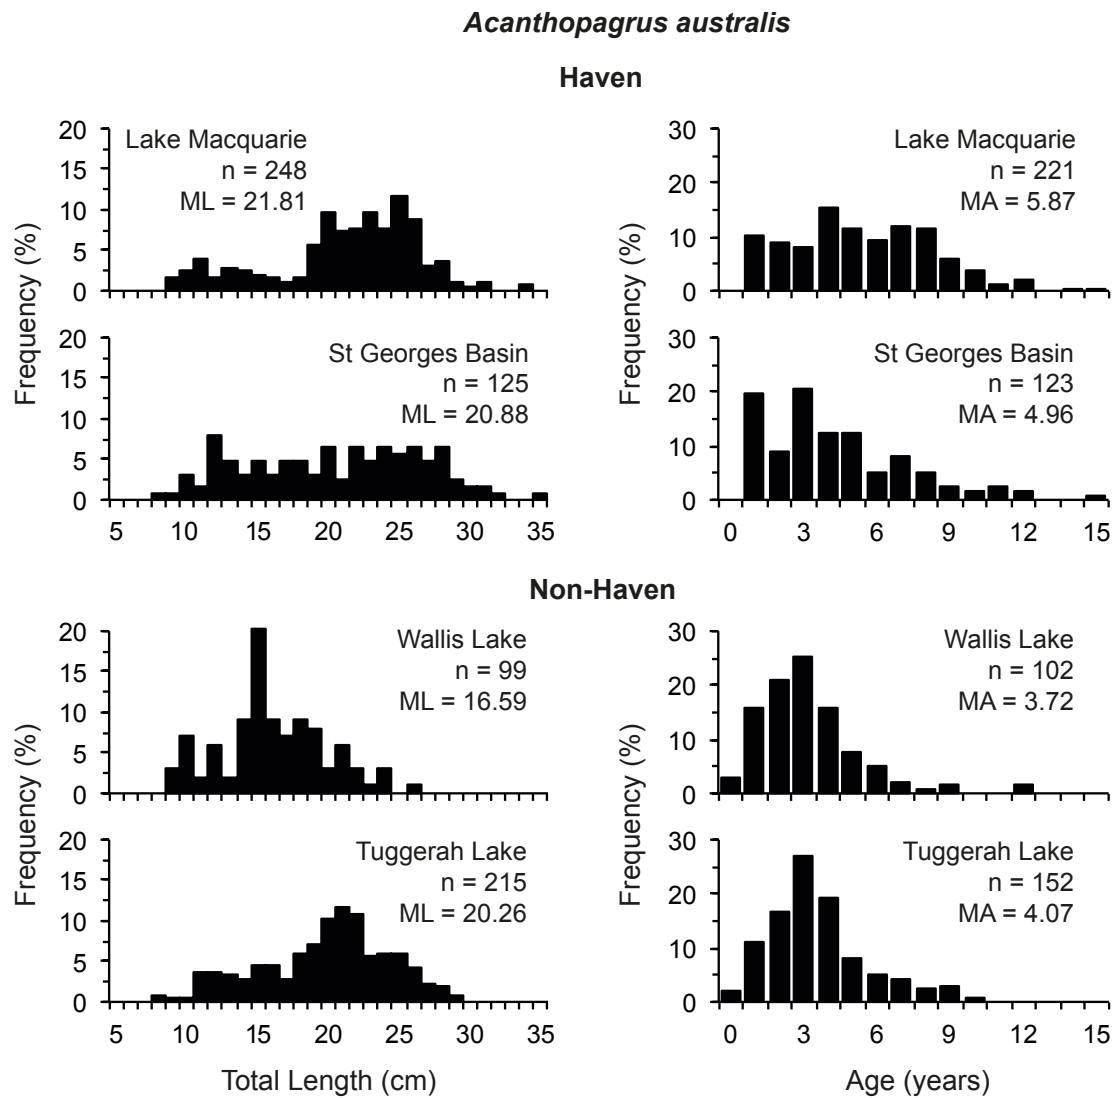 Acanthopagrus australis
Haven
Frequency (%)
20
15
10
5
0
Lake Macquarie
n = 248
ML = 21.81
Frequency (%)
30
20
10
0
Lake Macquarie
n = 221
MA = 5.87
20
15
10
5
0
St Georges Basin
n = 125
ML = 20.88
5 10 15 20 25 30 35
30
20
10
0
St Georges Basin
n = 123
MA = 4.96
0 3 6 9 12 15
Non-Haven
Frequency (%)
20
15
10
5
0
Wallis Lake
n = 99
ML = 16.59
Frequency (%)
30
20
10
0
Wallis Lake
n = 102
MA = 3.72
20
15
10
5
0
Tuggerah Lake
n = 215
ML = 20.26
5 10 15 20 25 30 35
Total Length (cm)
30
20
10
0
Tuggerah Lake
n = 152
MA = 4.07
0 3 6 9 12 15
Age (years)